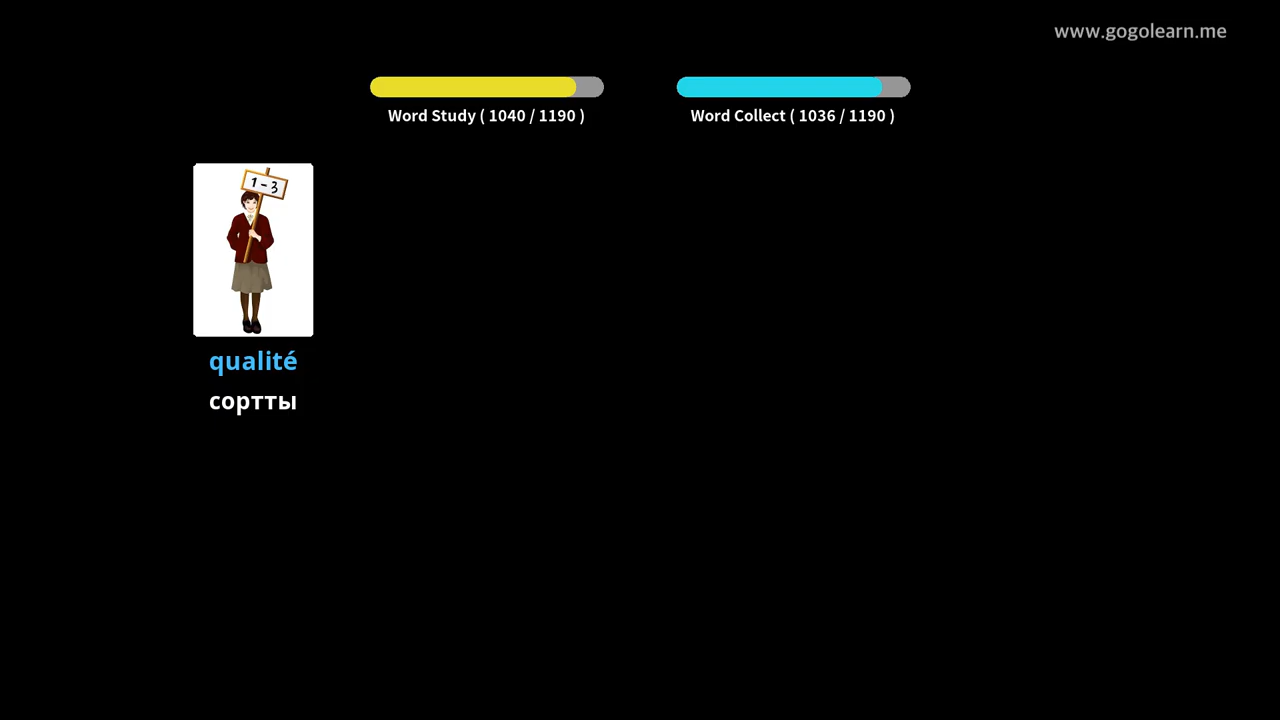 www.gogolearn.me
Word Study ( 1040 / 1190 )
Word Collect ( 1036 / 1190 )
1 - 3
qualité
сортты